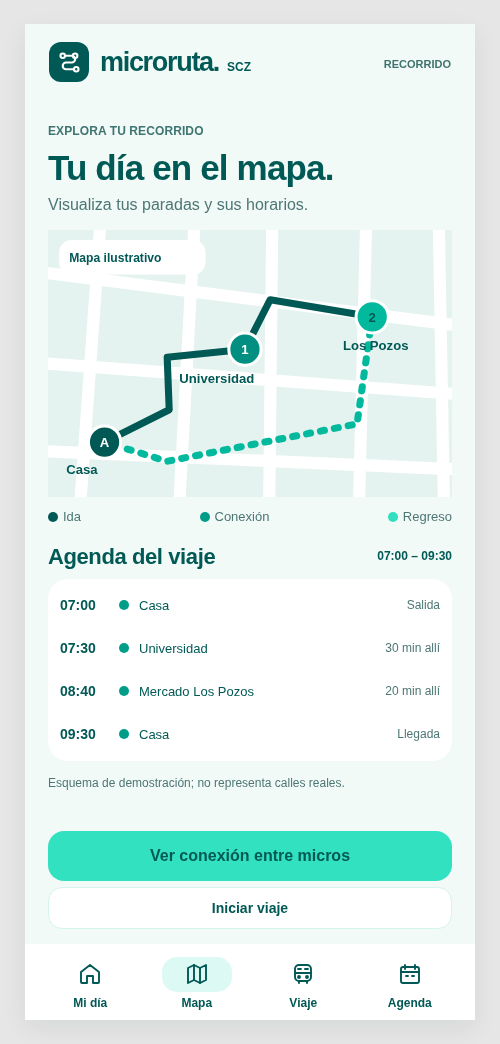 microruta. SCZ
RECORRIDO
EXPLORA TU RECORRIDO
Tu día en el mapa.
Visualiza tus paradas y sus horarios.
Mapa ilustrativo
2
Los Pozos
1
Universidad
A
Casa
Ida
Conexión
Regreso
Agenda del viaje
07:00 – 09:30
07:00 Casa Salida
07:30 Universidad 30 min allí
08:40 Mercado Los Pozos 20 min allí
09:30 Casa Llegada
Esquema de demostración; no representa calles reales.
Ver conexión entre micros
Iniciar viaje
Mi día
Mapa
Viaje
Agenda